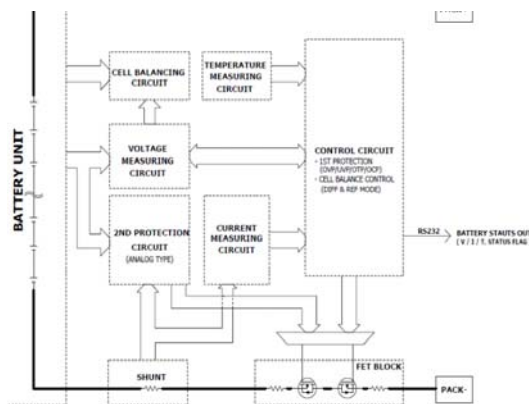 CELL BALANCING
CIRCUIT
TEMPERATURE
MEASURING
CIRCUIT
BATTERY UNIT
VOLTAGE
MEASURING
CIRCUIT
CONTROL CIRCUIT
- 1ST PROTECTION
(OVP/UVP/OTP/OCP)
- CELL BALANCE CONTROL
(DIFF & REF MODE)
2ND PROTECTION
CIRCUIT
(ANALOG TYPE)
CURRENT
MEASURING
CIRCUIT
RS232
BATTERY STAUTS OUT
( V / I / T, STATUS FLAG
SHUNT
FET BLOCK
PACK-